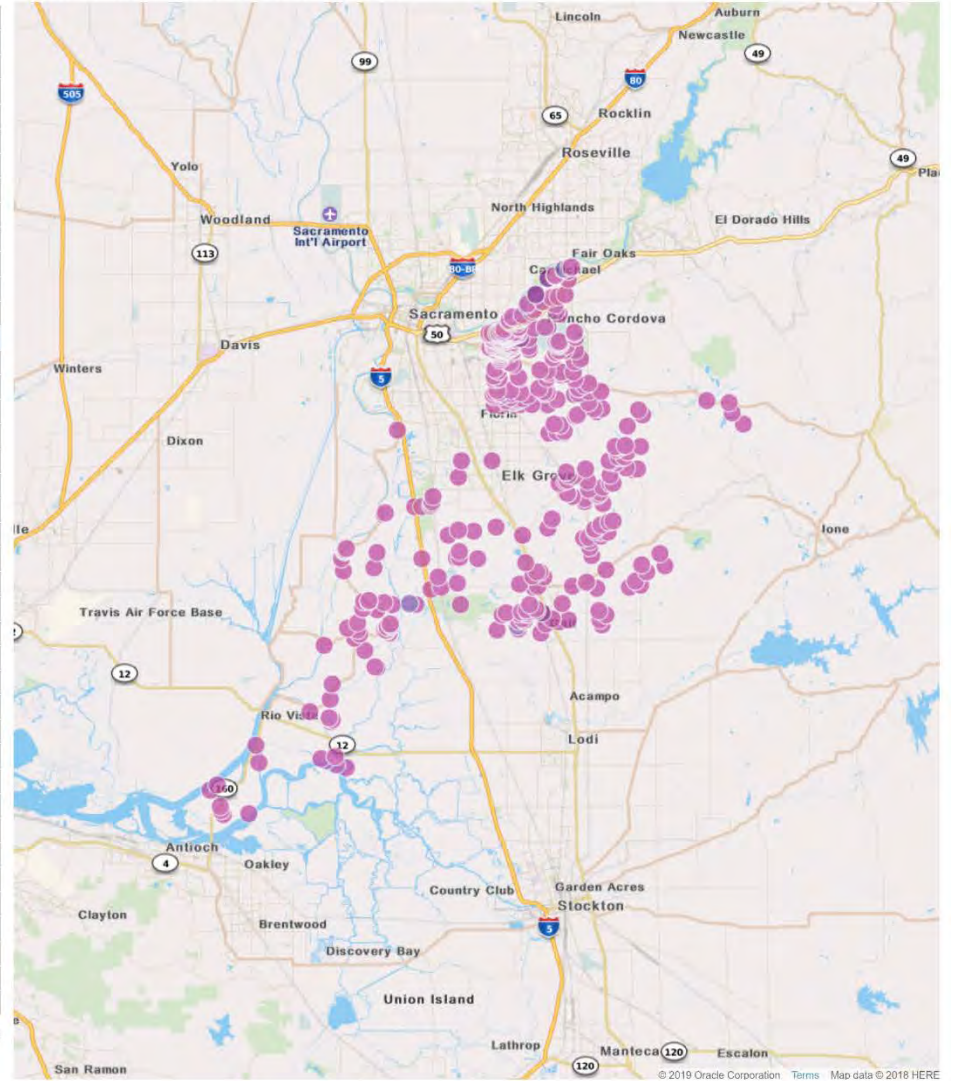 Lincoln
Auburn
Newcastle
49
99
80
505
65
Rocklin
Roseville
49
Yolo
Pla
North Highlands
Woodland
El Dorado Hills
Sacramento
Int'l Airport
113
Fair Oaks
80-B
Sacramento
ncho Cordova
50
Davis
Winters
5
Florin
Dixon
Elk Grove
lle
Ione
Travis Air Force Base
12
Acampo
Rio Vista
Lodi
12
160
Antioch
4
Oakley
Country Club
Garden Acres
Stockton
Clayton
Brentwood
5
Discovery Bay
Union Island
Lathrop
Manteca
120
Escalon
120
San Ramon
© 2019 Oracle Corporation Terms Map data © 2018 HERE